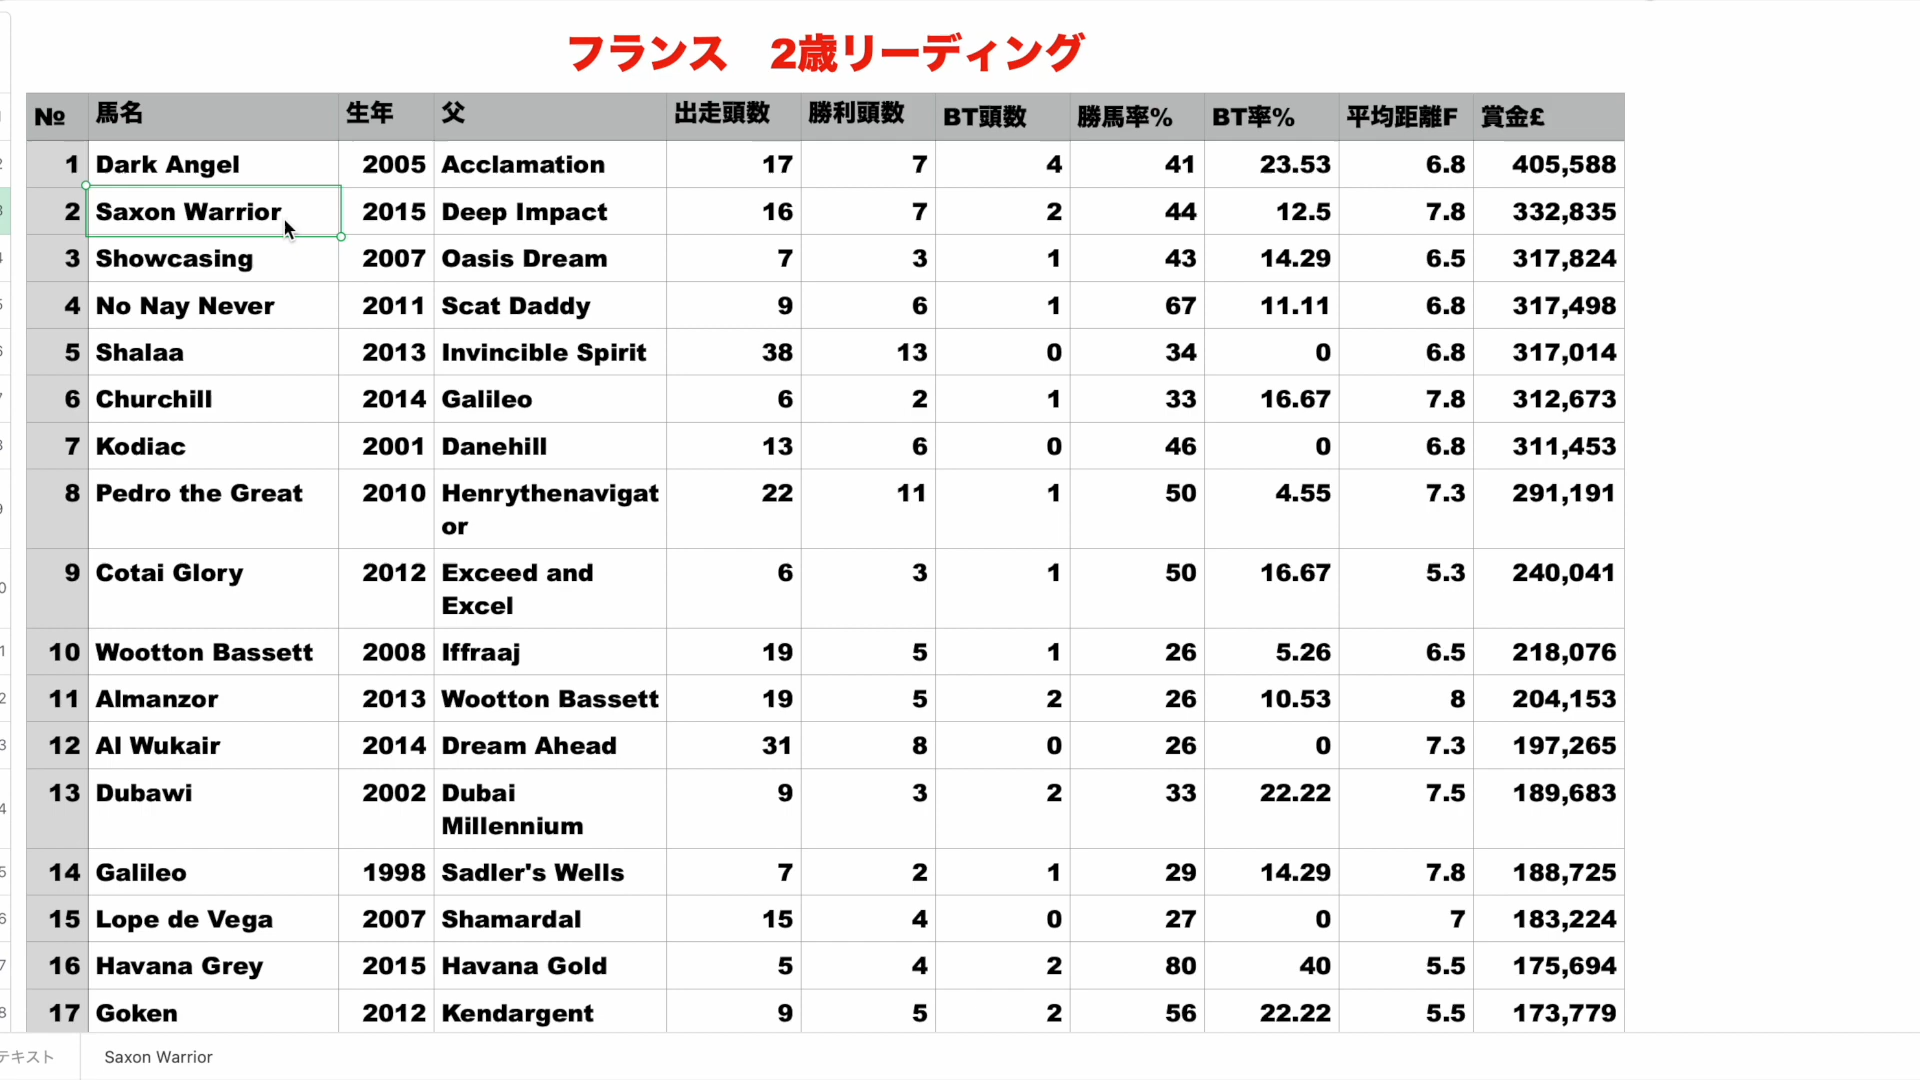 フランス　2歳リーディング
№ 馬名 生年 父 出走頭数 勝利頭数 BT頭数 勝馬率% BT率% 平均距離F 賞金£
1 Dark Angel 2005 Acclamation 17 7 4 41 23.53 6.8 405,588
2 Saxon Warrior 2015 Deep Impact 16 7 2 44 12.5 7.8 332,835
3 Showcasing 2007 Oasis Dream 7 3 1 43 14.29 6.5 317,824
4 No Nay Never 2011 Scat Daddy 9 6 1 67 11.11 6.8 317,498
5 Shalaa 2013 Invincible Spirit 38 13 0 34 0 6.8 317,014
6 Churchill 2014 Galileo 6 2 1 33 16.67 7.8 312,673
7 Kodiac 2001 Danehill 13 6 0 46 0 6.8 311,453
8 Pedro the Great 2010 Henrythenavigat 22 11 1 50 4.55 7.3 291,191
or
9 Cotai Glory 2012 Exceed and 6 3 1 50 16.67 5.3 240,041
Excel
10 Wootton Bassett 2008 Iffraaj 19 5 1 26 5.26 6.5 218,076
11 Almanzor 2013 Wootton Bassett 19 5 2 26 10.53 8 204,153
12 Al Wukair 2014 Dream Ahead 31 8 0 26 0 7.3 197,265
13 Dubawi 2002 Dubai 9 3 2 33 22.22 7.5 189,683
Millennium
14 Galileo 1998 Sadler's Wells 7 2 1 29 14.29 7.8 188,725
15 Lope de Vega 2007 Shamardal 15 4 0 27 0 7 183,224
16 Havana Grey 2015 Havana Gold 5 4 2 80 40 5.5 175,694
17 Goken 2012 Kendargent 9 5 2 56 22.22 5.5 173,779
テキスト Saxon Warrior